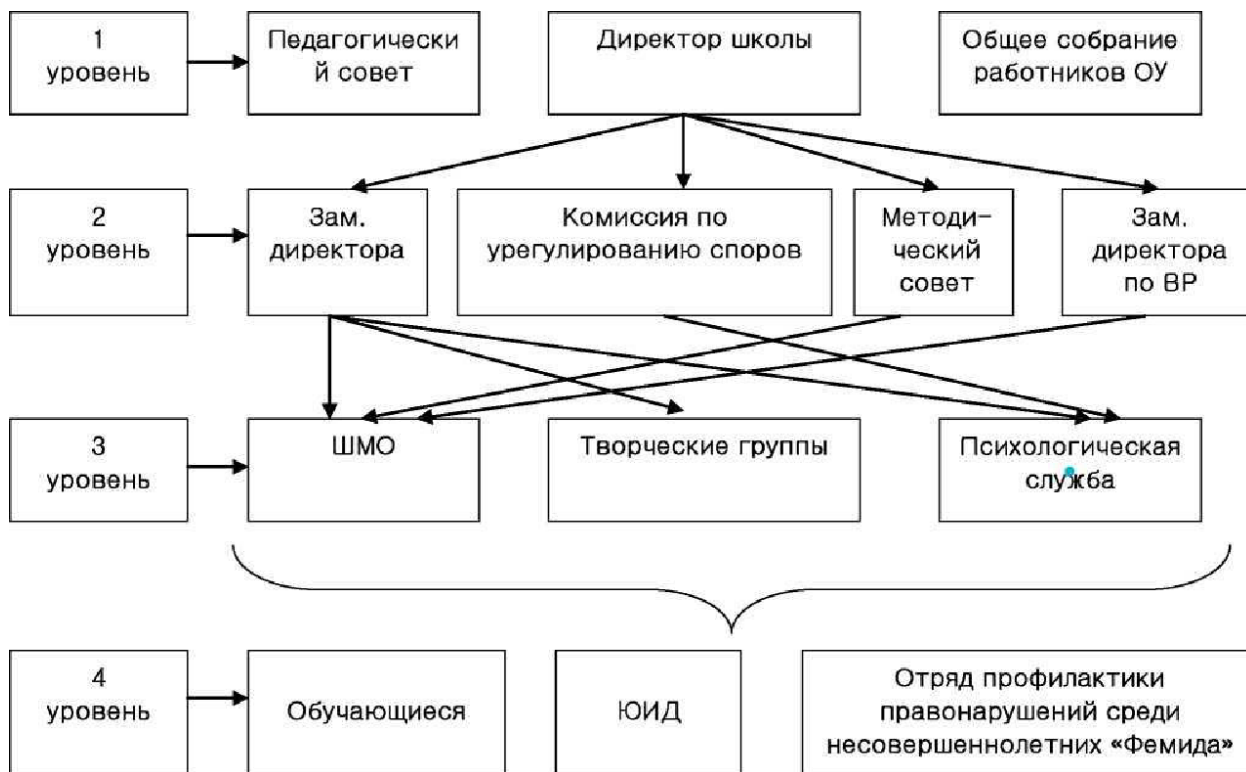 1
уровень
Педагогически
й совет
Директор школы
Общее собрание
работников ОУ
2
уровень
Зам.
директора
Комиссия по
урегулированию споров
Методи-
ческий
совет
Зам.
директора
по ВР
3
уровень
ШМО
Творческие группы
Психологическая
служба
4
уровень
Обучающиеся
ЮИД
Отряд профилактики
правонарушений среди
несовершеннолетних «Фемида»